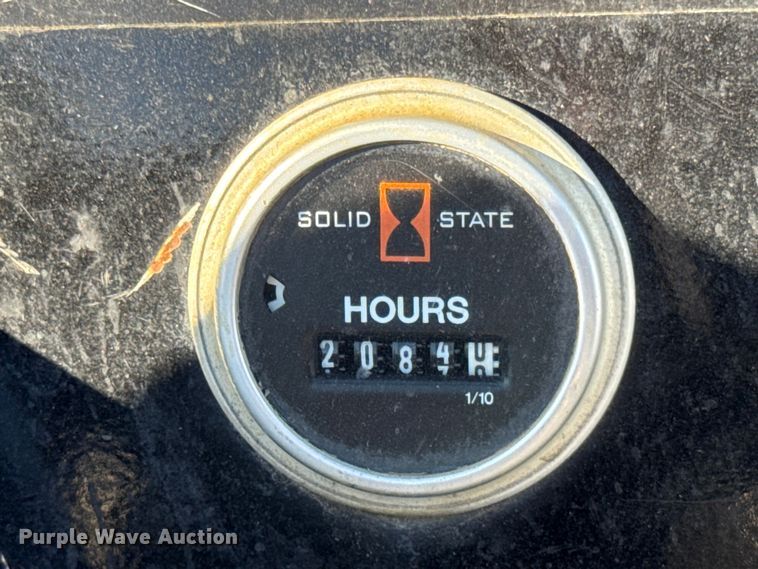 SOLID STATE
HOURS
2084
1/10
Purple Wave Auction